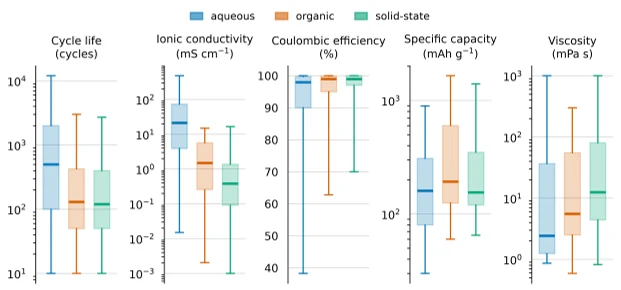 aqueous organic solid-state
Cycle life
(cycles)
10⁴
10³
10²
10¹
Ionic conductivity
(mS cm⁻¹)
10²
10¹
10⁰
10⁻¹
10⁻²
10⁻³
Coulombic efficiency
(%)
100
90
80
70
60
50
40
Specific capacity
(mAh g⁻¹)
10³
10²
Viscosity
(mPa s)
10³
10²
10¹
10⁰